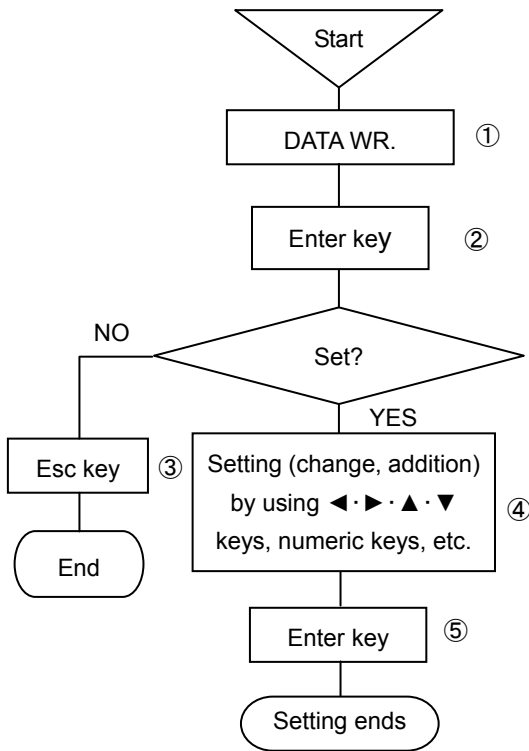 Start
DATA WR.
①
Enter key
②
Set?
NO
YES
Esc key
③
End
Setting (change, addition)
by using ◄·►·▲·▼
keys, numeric keys, etc.
④
Enter key
⑤
Setting ends